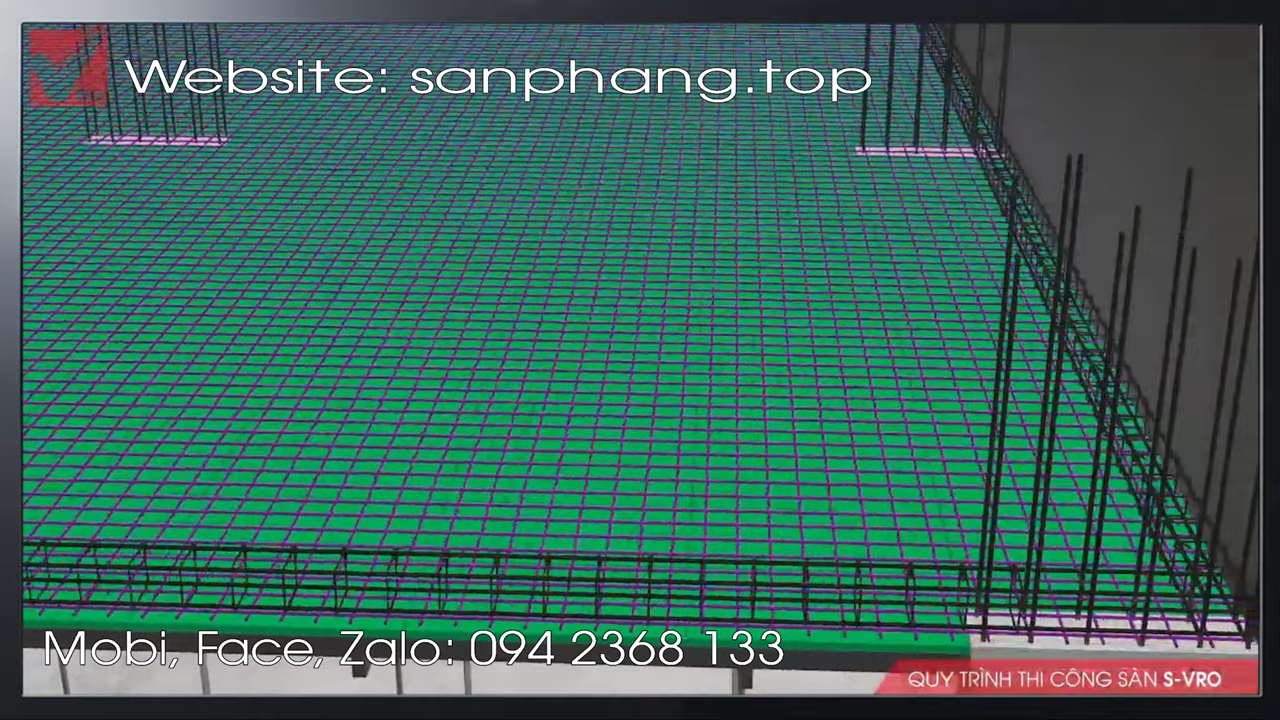 Website: sanphang.top
Mobi, Face, Zalo: 094 2368 133
QUY TRÌNH THI CÔNG SÀN S-VRO